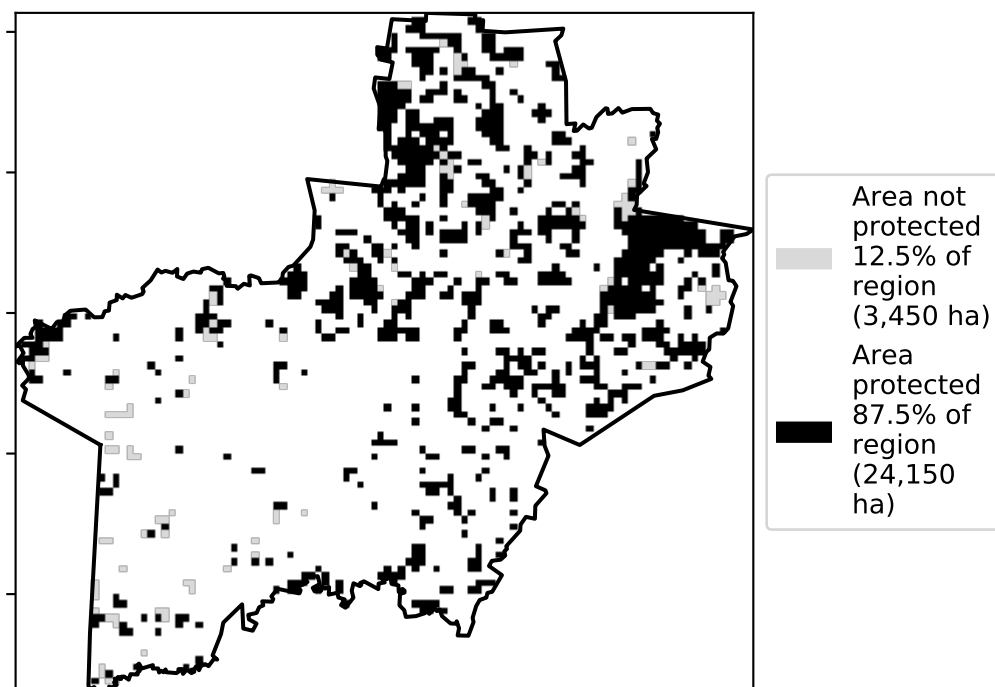 Area not
protected
12.5% of
region
(3,450 ha)
Area
protected
87.5% of
region
(24,150
ha)